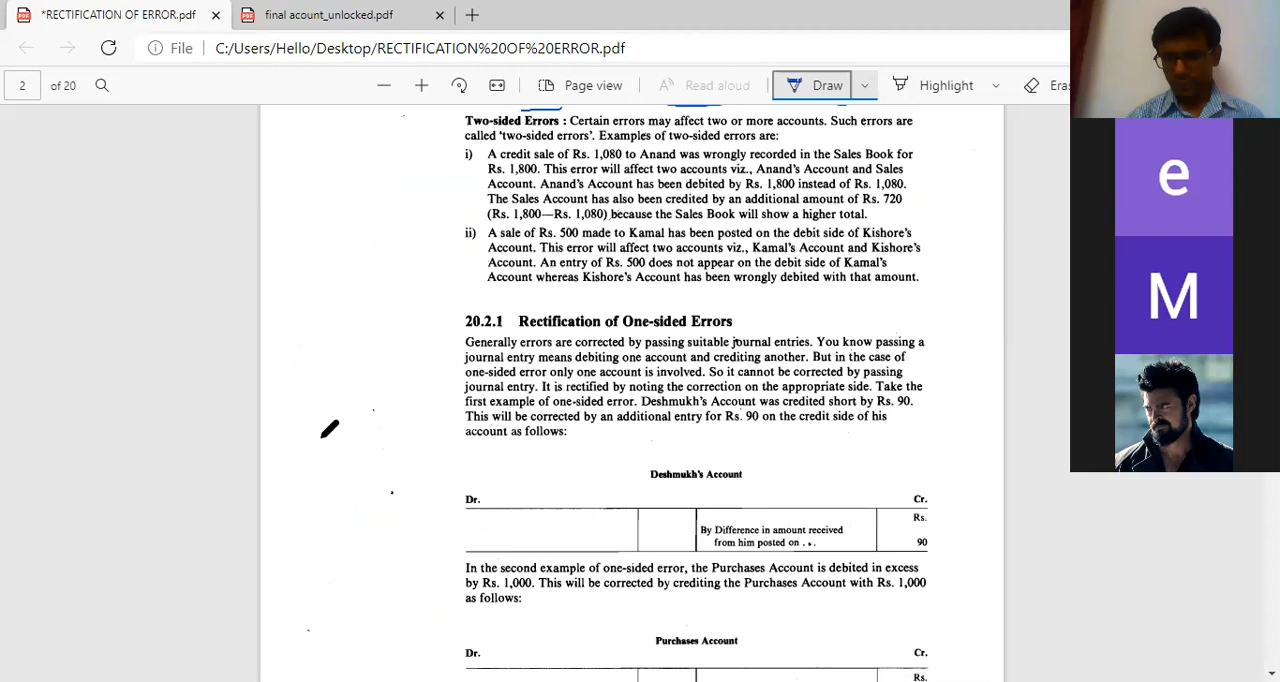 *RECTIFICATION OF ERROR.pdf
final acount_unlocked.pdf
File
C:/Users/Hello/Desktop/RECTIFICATION%20OF%20ERROR.pdf
2 of 20
Page view
Read aloud
Draw
Highlight
Era
Two-sided Errors : Certain errors may affect two or more accounts. Such errors are
called 'two-sided errors'. Examples of two-sided errors are:
i) A credit sale of Rs. 1,080 to Anand was wrongly recorded in the Sales Book for
Rs. 1,800. This error will affect two accounts viz., Anand's Account and Sales
Account. Anand's Account has been debited by Rs. 1,800 instead of Rs. 1,080.
The Sales Account has also been credited by an additional amount of Rs. 720
(Rs. 1,800—Rs. 1,080) because the Sales Book will show a higher total.
ii) A sale of Rs. 500 made to Kamal has been posted on the debit side of Kishore's
Account. This error will affect two accounts viz., Kamal's Account and Kishore's
Account. An entry of Rs. 500 does not appear on the debit side of Kamal's
Account whereas Kishore's Account has been wrongly debited with that amount.
20.2.1 Rectification of One-sided Errors
Generally errors are corrected by passing suitable journal entries. You know passing a
journal entry means debiting one account and crediting another. But in the case of
one-sided error only one account is involved. So it cannot be corrected by passing
journal entry. It is rectified by noting the correction on the appropriate side. Take the
first example of one-sided error. Deshmukh's Account was credited short by Rs. 90.
This will be corrected by an additional entry for Rs. 90 on the credit side of his
account as follows:
Deshmukh's Account
Dr. Cr.
Rs.
By Difference in amount received
from him posted on . . . 90
In the second example of one-sided error, the Purchases Account is debited in excess
by Rs. 1,000. This will be corrected by crediting the Purchases Account with Rs. 1,000
as follows:
Purchases Account
Dr. Cr.
Rs.
e
M